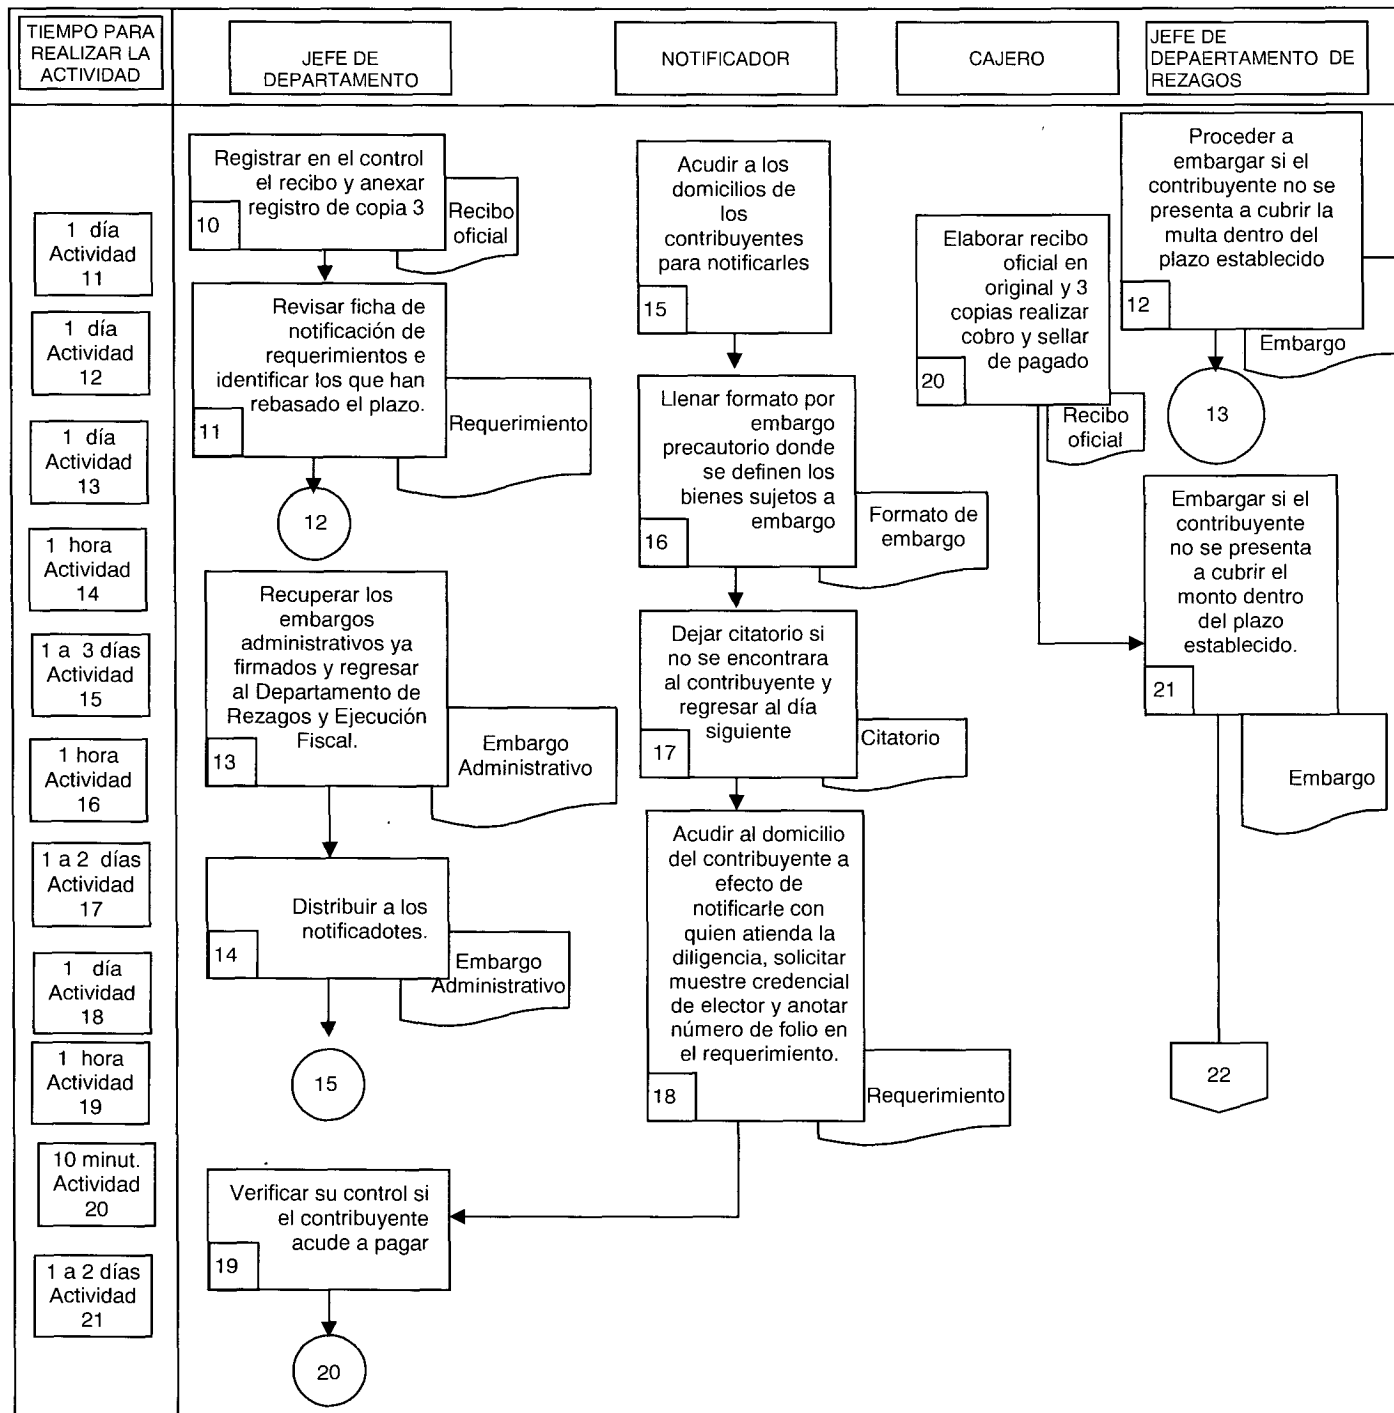 TIEMPO PARA
REALIZAR LA
ACTIVIDAD
JEFE DE
DEPARTAMENTO
NOTIFICADOR
CAJERO
JEFE DE
DEPAERTAMENTO DE
REZAGOS
1 día
Actividad
11
1 día
Actividad
12
1 día
Actividad
13
1 hora
Actividad
14
1 a 3 días
Actividad
15
1 hora
Actividad
16
1 a 2 días
Actividad
17
1 día
Actividad
18
1 hora
Actividad
19
10 minut.
Actividad
20
1 a 2 días
Actividad
21
Registrar en el control
el recibo y anexar
registro de copia 3
10
Recibo
oficial
Revisar ficha de
notificación de
requerimientos e
identificar los que han
rebasado el plazo.
11
Requerimiento
12
Recuperar los
embargos
administrativos ya
firmados y regresar
al Departamento de
Rezagos y Ejecución
Fiscal.
13
Embargo
Administrativo
Distribuir a los
notificadotes.
14
Embargo
Administrativo
15
Verificar su control si
el contribuyente
acude a pagar
19
20
Acudir a los
domicilios de
los
contribuyentes
para notificarles
15
Llenar formato por
embargo
precautorio donde
se definen los
bienes sujetos a
embargo
16
Formato de
embargo
Dejar citatorio si
no se encontrara
al contribuyente y
regresar al día
siguiente
17
Citatorio
Acudir al domicilio
del contribuyente a
efecto de
notificarle con
quien atienda la
diligencia, solicitar
muestre credencial
de elector y anotar
número de folio en
el requerimiento.
18
Requerimiento
Elaborar recibo
oficial en
original y 3
copias realizar
cobro y sellar
de pagado
20
Recibo
oficial
Proceder a
embargar si el
contribuyente no se
presenta a cubrir la
multa dentro del
plazo establecido
12
Embargo
13
Embargar si el
contribuyente
no se presenta
a cubrir el
monto dentro
del plazo
establecido.
21
Embargo
22